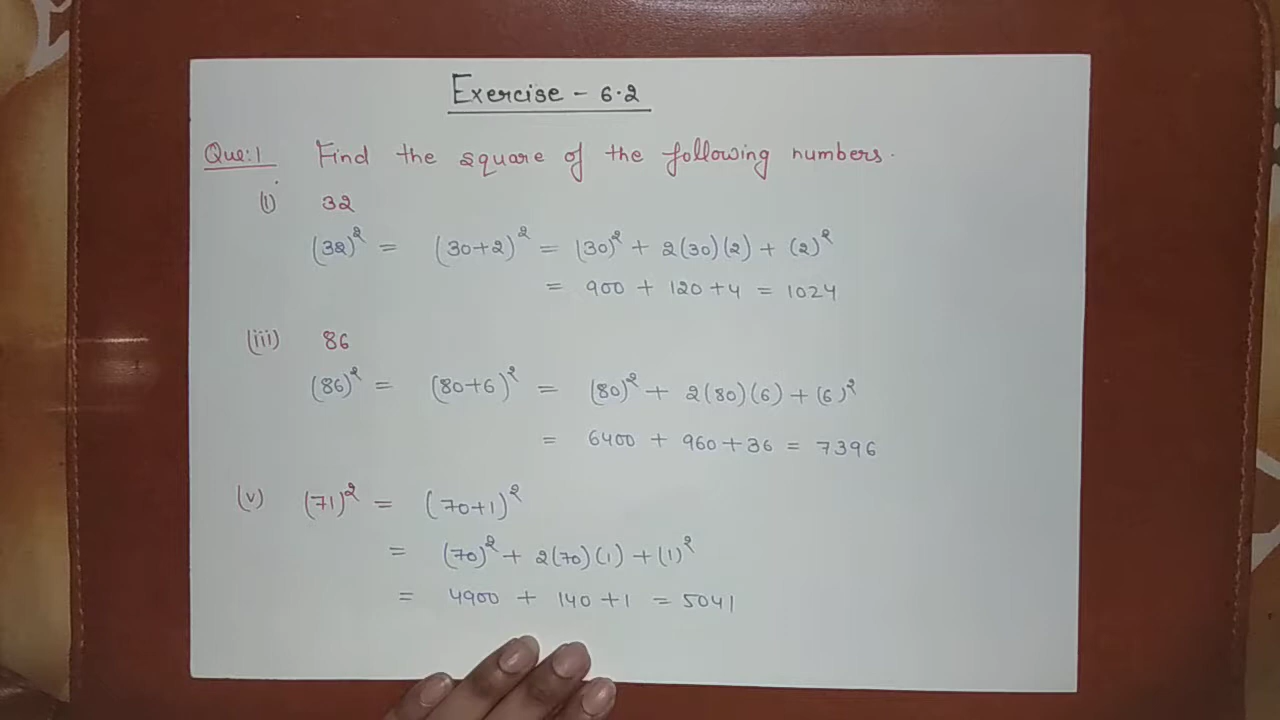 Exercise - 6.2
Que:1 Find the square of the following numbers.
(i) 32
(32)² = (30+2)² = (30)² + 2(30)(2) + (2)²
= 900 + 120 + 4 = 1024
(iii) 86
(86)² = (80+6)² = (80)² + 2(80)(6) + (6)²
= 6400 + 960 + 36 = 7396
(v) (71)² = (70+1)²
= (70)² + 2(70)(1) + (1)²
= 4900 + 140 + 1 = 5041